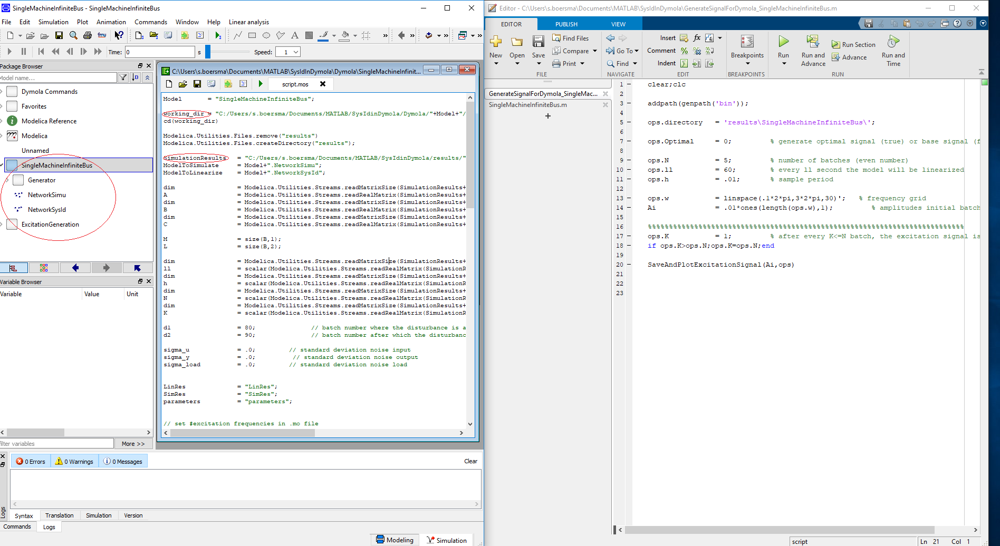 SingleMachineInfiniteBus - SingleMachineInfiniteBus
File Edit Simulation Plot Animation Commands Window Help Linear analysis
fmu
Time: 0 s Speed: 1
Package Browser
Model name...
Dymola Commands
Favorites
Modelica Reference
Modelica
Unnamed
SingleMachineInfiniteBus
Generator
NetworkSimu
NetworkSysId
ExcitationGeneration
Variable Browser
Variable Value Unit
filter variables More >>
C:\Users\s.boersma\Documents\MATLAB\SysIdInDymola\Dymola\SingleMachineInfinit...
script.mos
Model = "SingleMachineInfiniteBus";
working_dir = "C:/Users/s.boersma/Documents/MATLAB/SysIdinDymola/Dymola/"+Model+"/
cd(working_dir)
Modelica.Utilities.Files.remove("results")
Modelica.Utilities.Files.createDirectory("results");
SimulationResults = "C:/Users/s.boersma/Documents/MATLAB/SysIdinDymola/results/"
ModelToSimulate = Model+".NetworkSimu";
ModelToLinearize = Model+".NetworkSysId";
dim = Modelica.Utilities.Streams.readMatrixSize(SimulationResults+
A = Modelica.Utilities.Streams.readRealMatrix(SimulationResults+
dim = Modelica.Utilities.Streams.readMatrixSize(SimulationResults+
B = Modelica.Utilities.Streams.readRealMatrix(SimulationResults+
dim = Modelica.Utilities.Streams.readMatrixSize(SimulationResults+
C = Modelica.Utilities.Streams.readRealMatrix(SimulationResults+
M = size(B,1);
L = size(B,2);
dim = Modelica.Utilities.Streams.readMatrixSize(SimulationResults+
ll = scalar(Modelica.Utilities.Streams.readRealMatrix(SimulationR
dim = Modelica.Utilities.Streams.readMatrixSize(SimulationResults+
h = scalar(Modelica.Utilities.Streams.readRealMatrix(SimulationR
dim = Modelica.Utilities.Streams.readMatrixSize(SimulationResults+
N = scalar(Modelica.Utilities.Streams.readRealMatrix(SimulationR
dim = Modelica.Utilities.Streams.readMatrixSize(SimulationResults+
K = scalar(Modelica.Utilities.Streams.readRealMatrix(SimulationR
d1 = 80; // batch number where the disturbance is a
d2 = 90; // batch number after which the disturbanc
sigma_u = .0; // standard deviation noise input
sigma_y = .0; // standard deviation noise output
sigma_load = .0; // standard deviation noise load
LinRes = "LinRes";
SimRes = "SimRes";
parameters = "parameters";
// set #excitation frequencies in .mo file
0 Errors 0 Warnings 0 Messages Clear
Logs
Syntax Translation Simulation Version
Commands Logs
Modeling Simulation
Editor - C:\Users\s.boersma\Documents\MATLAB\SysIdInDymola\GenerateSignalForDymola_SingleMachineInfiniteBus.m
EDITOR PUBLISH VIEW
New Open Save Find Files Compare Print
Go To Find
Insert fx
Comment
Indent
Breakpoints
Run Run and Advance Run Section Advance Run and Time
FILE NAVIGATE EDIT BREAKPOINTS RUN
GenerateSignalForDymola_SingleMac...
SingleMachineInfiniteBus.m
1 clear;clc
2
3 addpath(genpath('bin'));
4
5 ops.directory = 'results\SingleMachineInfiniteBus\';
6
7 ops.Optimal = 0; % generate optimal signal (true) or base signal (f
8
9 ops.N = 5; % number of batches (even number)
10 ops.ll = 60; % every ll second the model will be linearized
11 ops.h = .01; % sample period
12
13 ops.w = linspace(.1*2*pi,3*2*pi,30)'; % frequency grid
14 Ai = .01*ones(length(ops.w),1); % amplitudes initial batch
15
16 %%%%%%%%%%%%%%%%%%%%%%%%%%%%%%%%%%%%%%%%%%%%%%%%%%%%%%%%%%%%%%%%%%%%%%%%%%%%%
17 ops.K = 1; % after every K<=N batch, the excitation signal is
18 if ops.K>ops.N;ops.K=ops.N;end
19
20 SaveAndPlotExcitationSignal(Ai,ops)
21
22
23
script Ln 21 Col 1